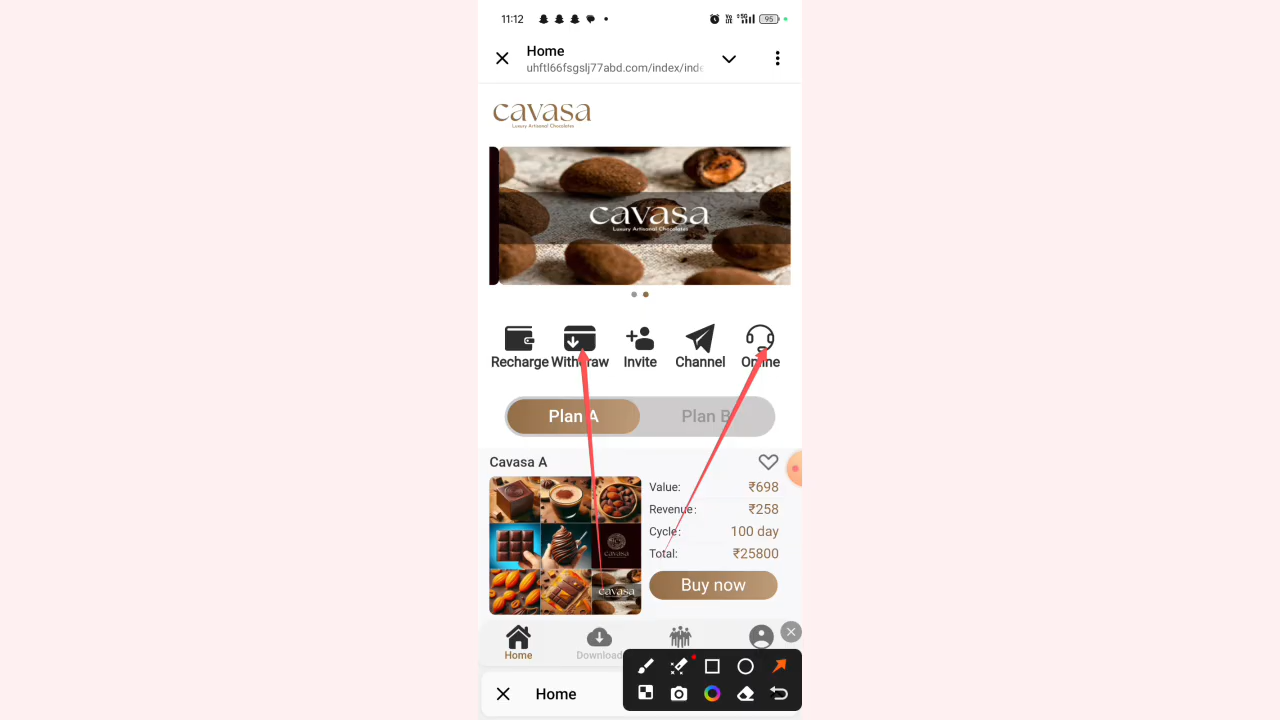 11:12
95
Home
uhftl66fsgslj77abd.com/index/inde
cavasa
Luxury Artisanal Chocolates
cavasa
Luxury Artisanal Chocolates
Recharge Withdraw Invite Channel Online
Plan A Plan B
Cavasa A
Value: ₹698
Revenue: ₹258
Cycle: 100 day
Total: ₹25800
cavasa
cavasa
Buy now
Home Download
Home